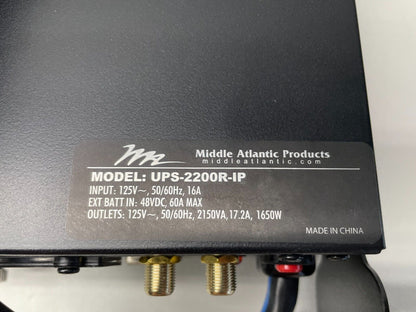 Middle Atlantic Products
middleatlantic.com
MODEL: UPS-2200R-IP
INPUT: 125V~, 50/60Hz, 16A
EXT BATT IN: 48VDC, 60A MAX
OUTLETS: 125V~, 50/60Hz, 2150VA, 17.2A, 1650W
MADE IN CHINA